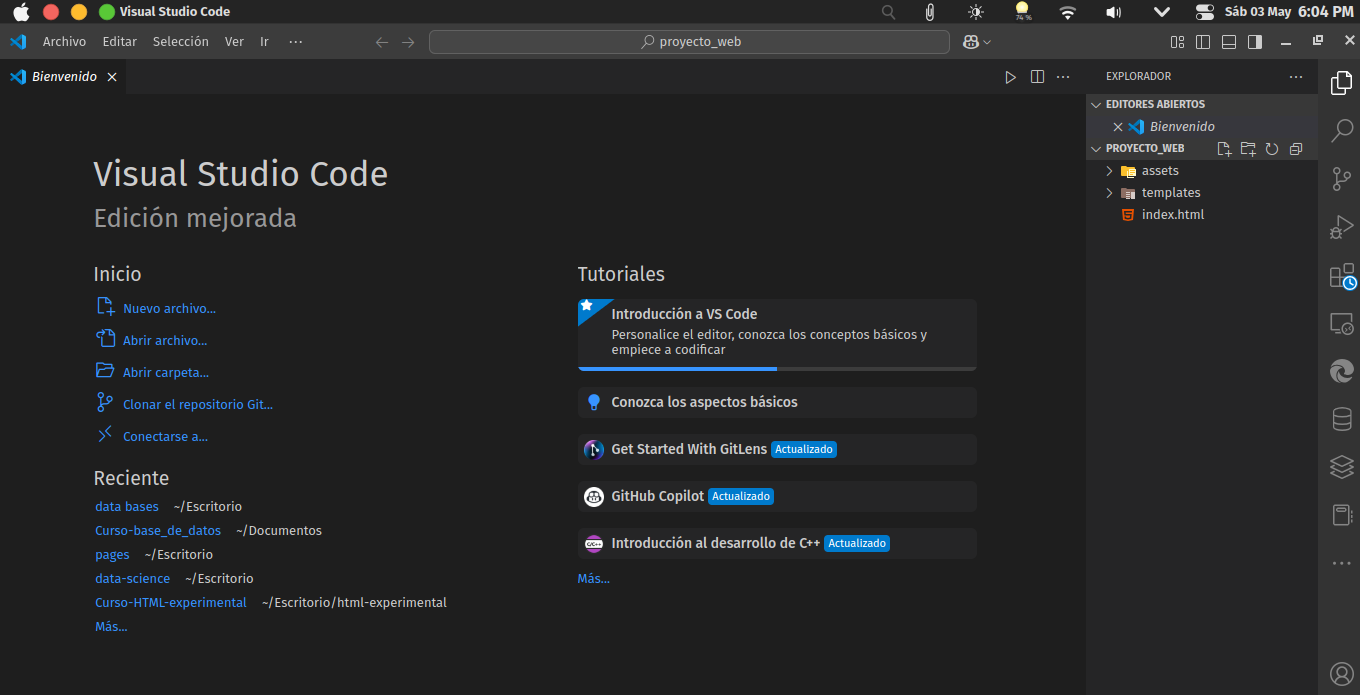 Visual Studio Code
74 %
Sáb 03 May 6:04 PM
Archivo Editar Selección Ver Ir ···
proyecto_web
Bienvenido
EXPLORADOR
EDITORES ABIERTOS
Bienvenido
PROYECTO_WEB
assets
templates
index.html
Visual Studio Code
Edición mejorada
Inicio
Nuevo archivo...
Abrir archivo...
Abrir carpeta...
Clonar el repositorio Git...
Conectarse a...
Reciente
data bases ~/Escritorio
Curso-base_de_datos ~/Documentos
pages ~/Escritorio
data-science ~/Escritorio
Curso-HTML-experimental ~/Escritorio/html-experimental
Más...
Tutoriales
Introducción a VS Code
Personalice el editor, conozca los conceptos básicos y
empiece a codificar
Conozca los aspectos básicos
Get Started With GitLens Actualizado
GitHub Copilot Actualizado
C/C++
Introducción al desarrollo de C++ Actualizado
Más...